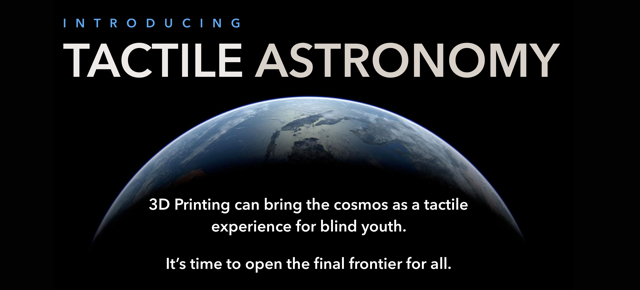 INTRODUCING
TACTILE ASTRONOMY
3D Printing can bring the cosmos as a tactile
experience for blind youth.
It’s time to open the final frontier for all.